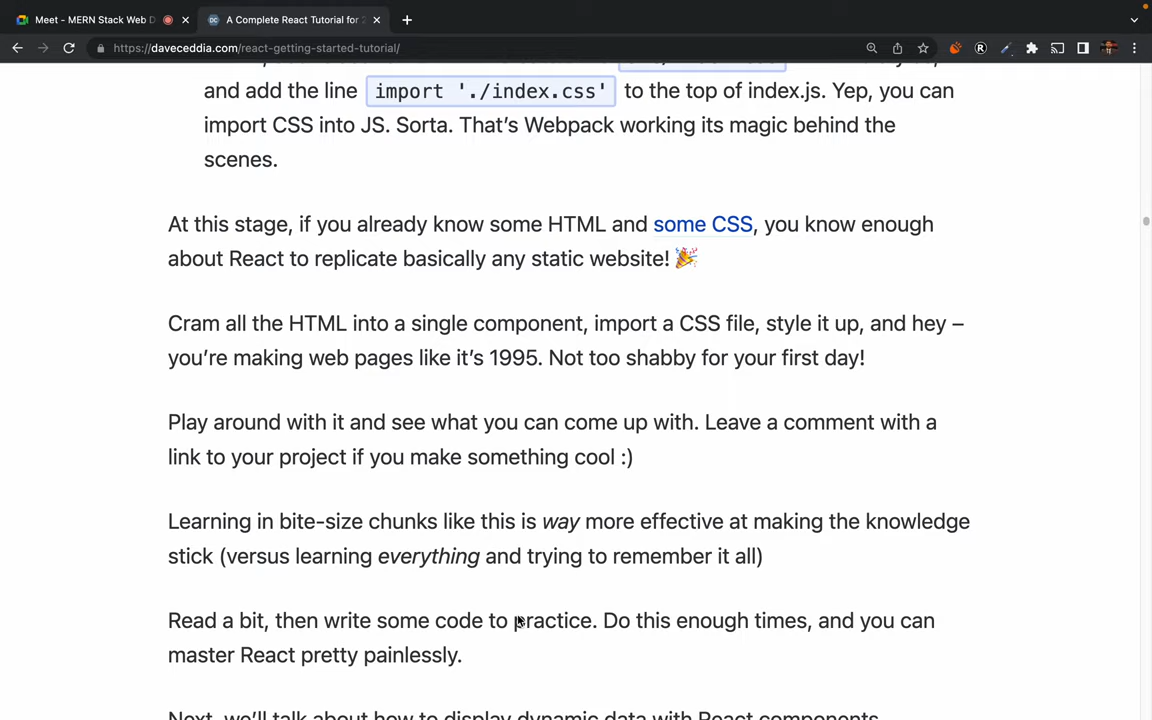 Meet - MERN Stack Web D
A Complete React Tutorial for 2
https://daveceddia.com/react-getting-started-tutorial/
and add the line import './index.css' to the top of index.js. Yep, you can
import CSS into JS. Sorta. That’s Webpack working its magic behind the
scenes.
At this stage, if you already know some HTML and some CSS, you know enough
about React to replicate basically any static website! 🎉
Cram all the HTML into a single component, import a CSS file, style it up, and hey –
you’re making web pages like it’s 1995. Not too shabby for your first day!
Play around with it and see what you can come up with. Leave a comment with a
link to your project if you make something cool :)
Learning in bite-size chunks like this is way more effective at making the knowledge
stick (versus learning everything and trying to remember it all)
Read a bit, then write some code to practice. Do this enough times, and you can
master React pretty painlessly.
Next, we’ll talk about how to display dynamic data with React components.